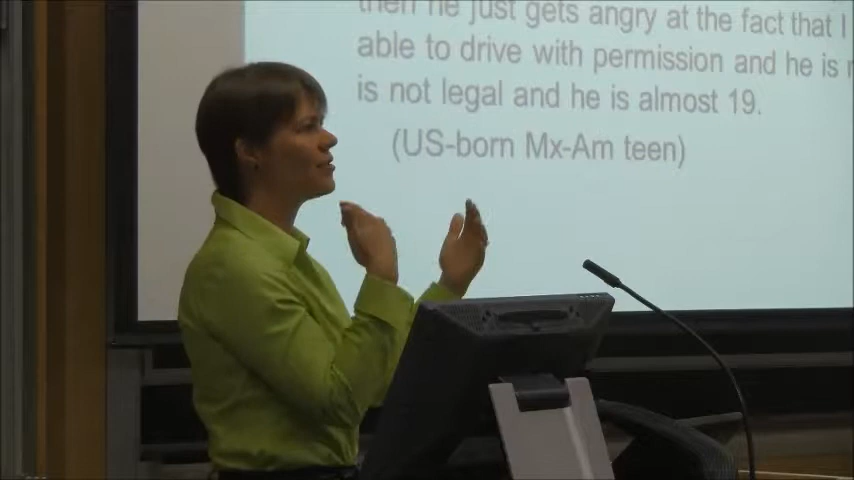 then he just gets angry at the fact that I
able to drive with permission, and he is
is not legal and he is almost 19.
(US-born Mx-Am teen)